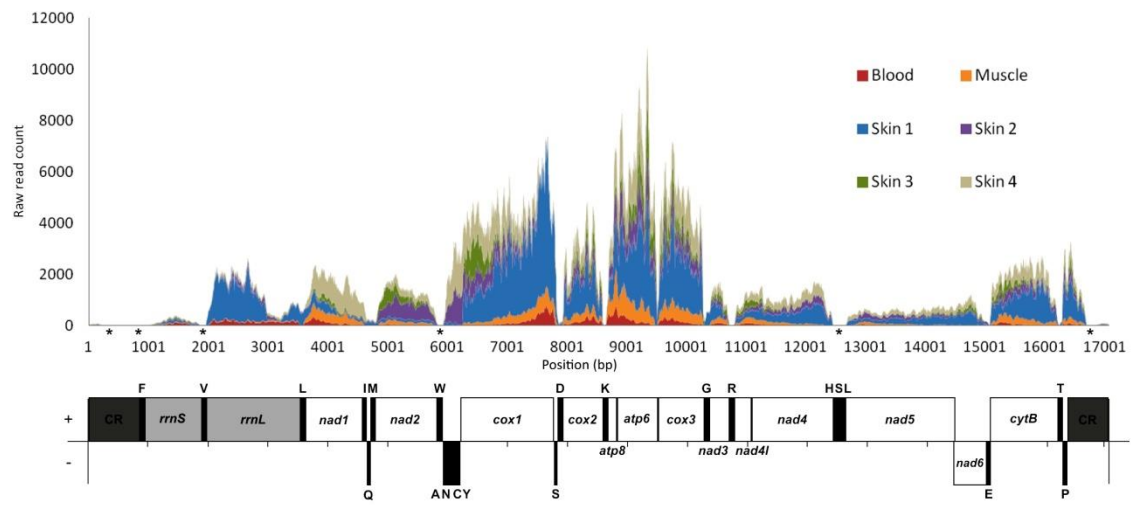 12000
10000
8000
6000
4000
2000
0
Raw read count
Blood Muscle
Skin 1 Skin 2
Skin 3 Skin 4
* * * * * *
1 1001 2001 3001 4001 5001 6001 7001 8001 9001 10001 11001 12001 13001 14001 15001 16001 17001
Position (bp)
F V L I M W D K G R H S L T
+ CR rrnS rrnL nad1 nad2 cox1 cox2 atp6 cox3 nad4 nad5 cytB CR
atp8 nad3 nad4l
- nad6
Q A N C Y S E P